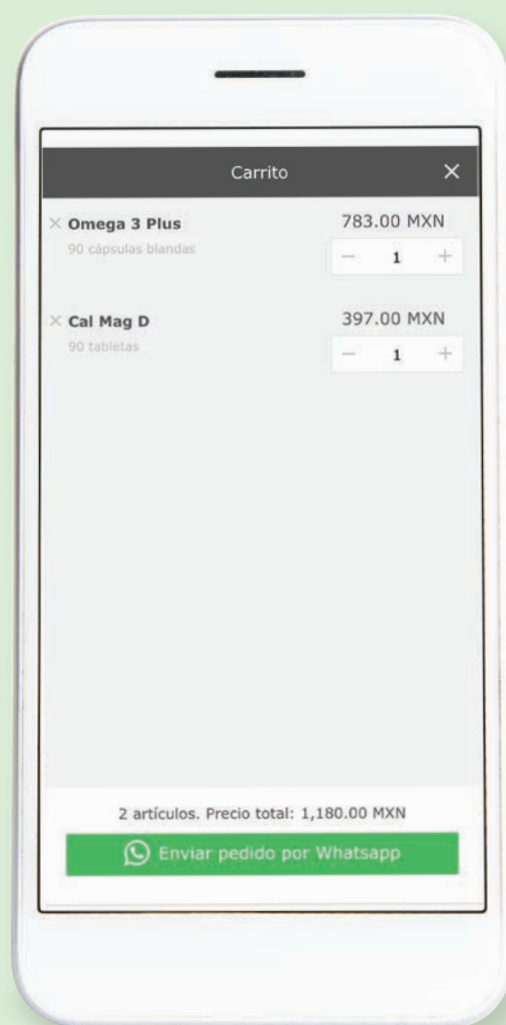 Carrito
Omega 3 Plus 783.00 MXN
90 cápsulas blandas
1
Cal Mag D 397.00 MXN
90 tabletas
1
2 artículos. Precio total: 1,180.00 MXN
Enviar pedido por Whatsapp